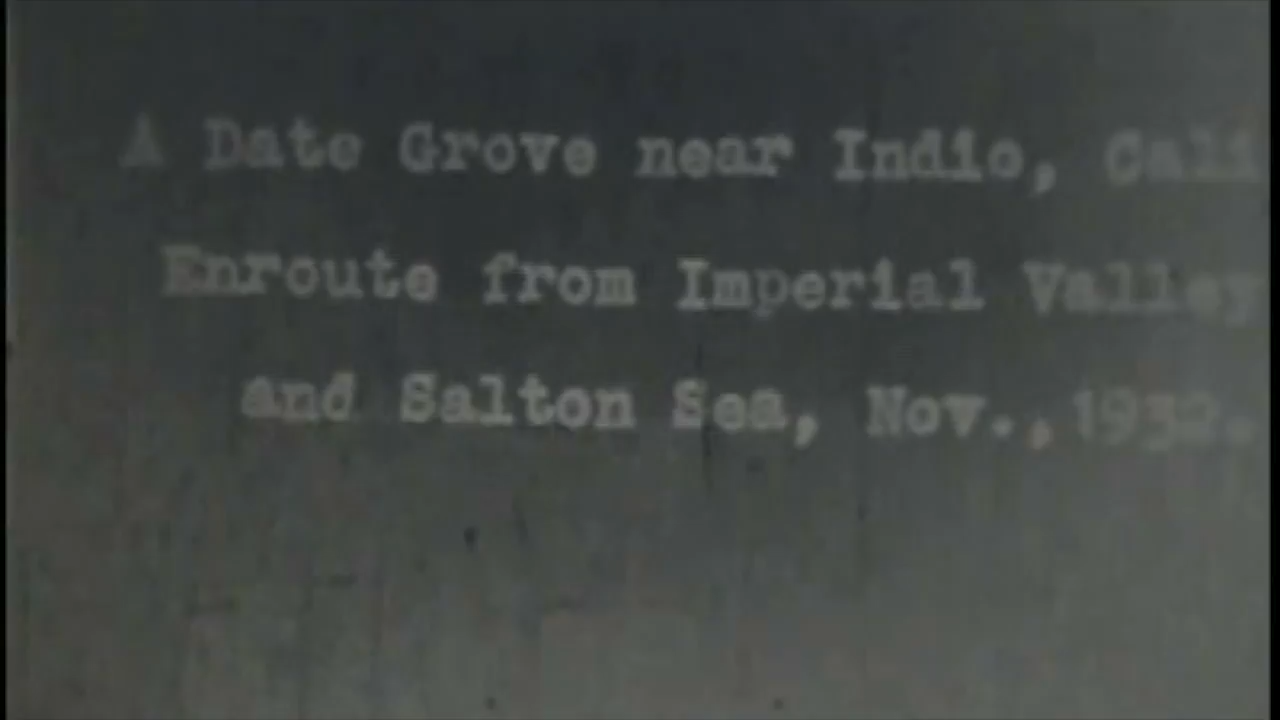 A Date Grove near Indio, Cali
Enroute from Imperial Valley
and Salton Sea, Nov., 1932.